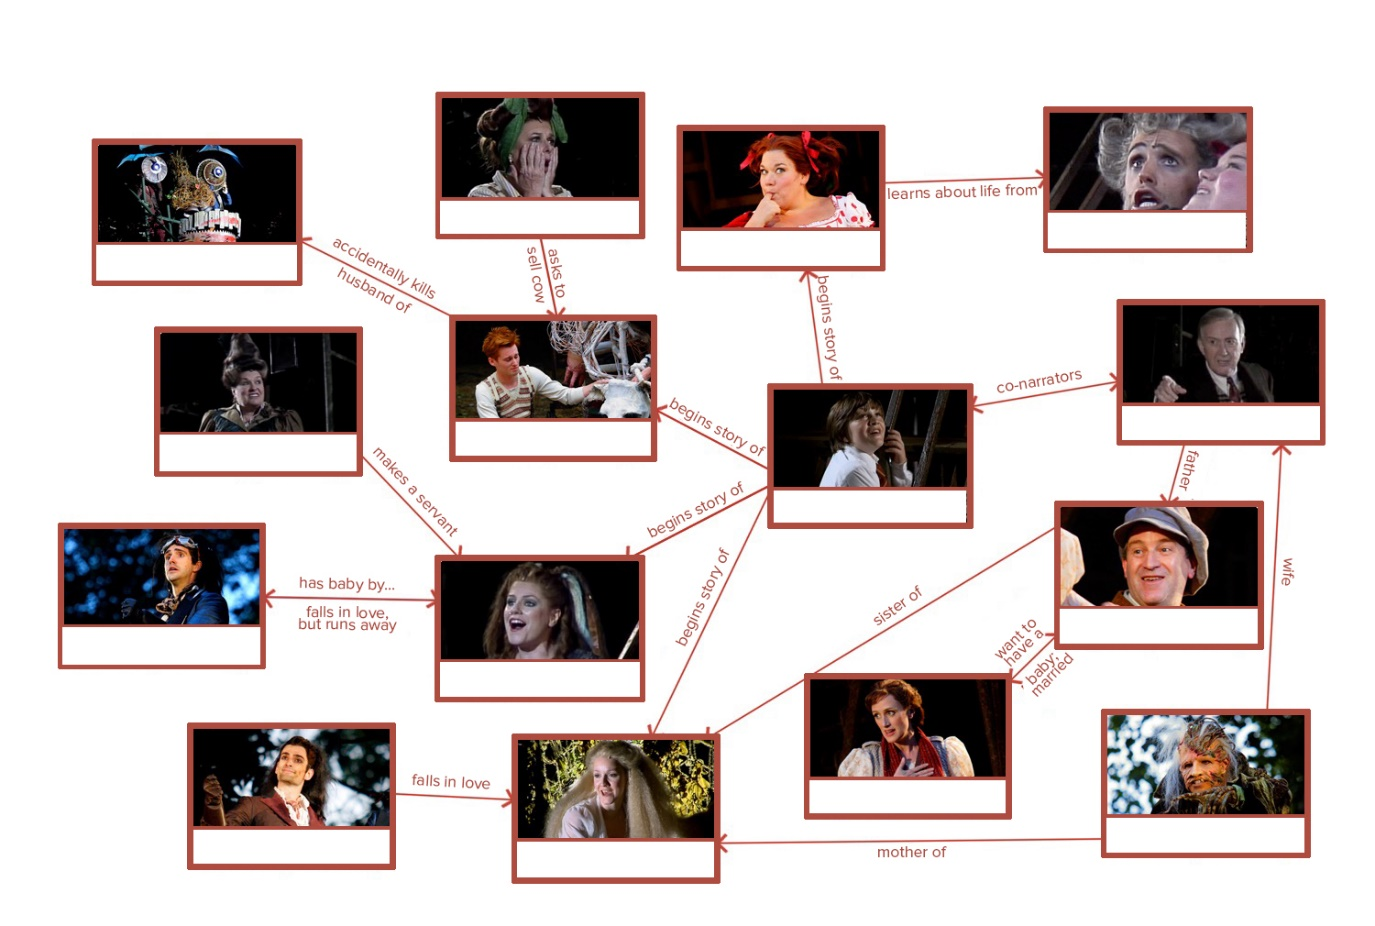 learns about life from
accidentally kills
husband of
asks to
sell cow
begins story of
co-narrators
begins story of
makes a servant
begins story of
father
has baby by...
falls in love,
but runs away
begins story of
sister of
wife
want to
have a
baby;
married
falls in love
mother of